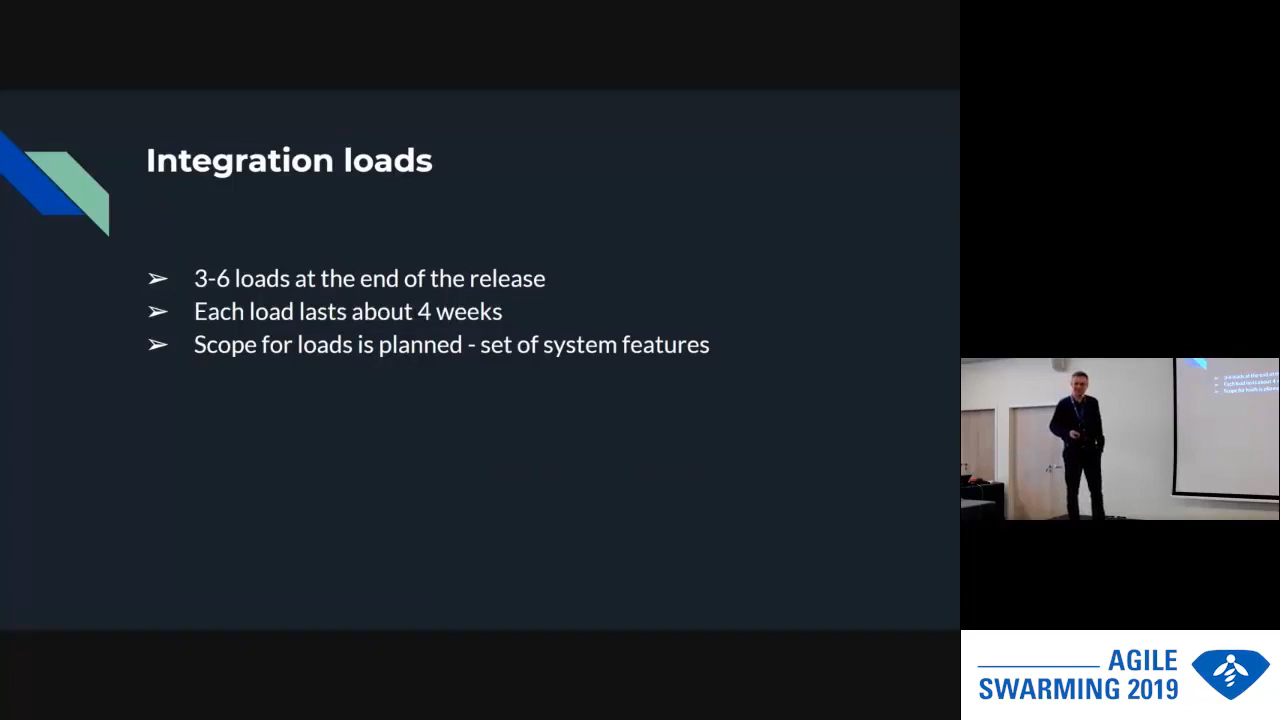 Integration loads
➢ 3-6 loads at the end of the release
➢ Each load lasts about 4 weeks
➢ Scope for loads is planned - set of system features
AGILE
SWARMING 2019